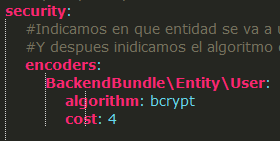 security:
#Indicamos en que entidad se va a
#Y despues inidicamos el algoritmo
encoders:
BackendBundle\Entity\User:
algorithm: bcrypt
cost: 4